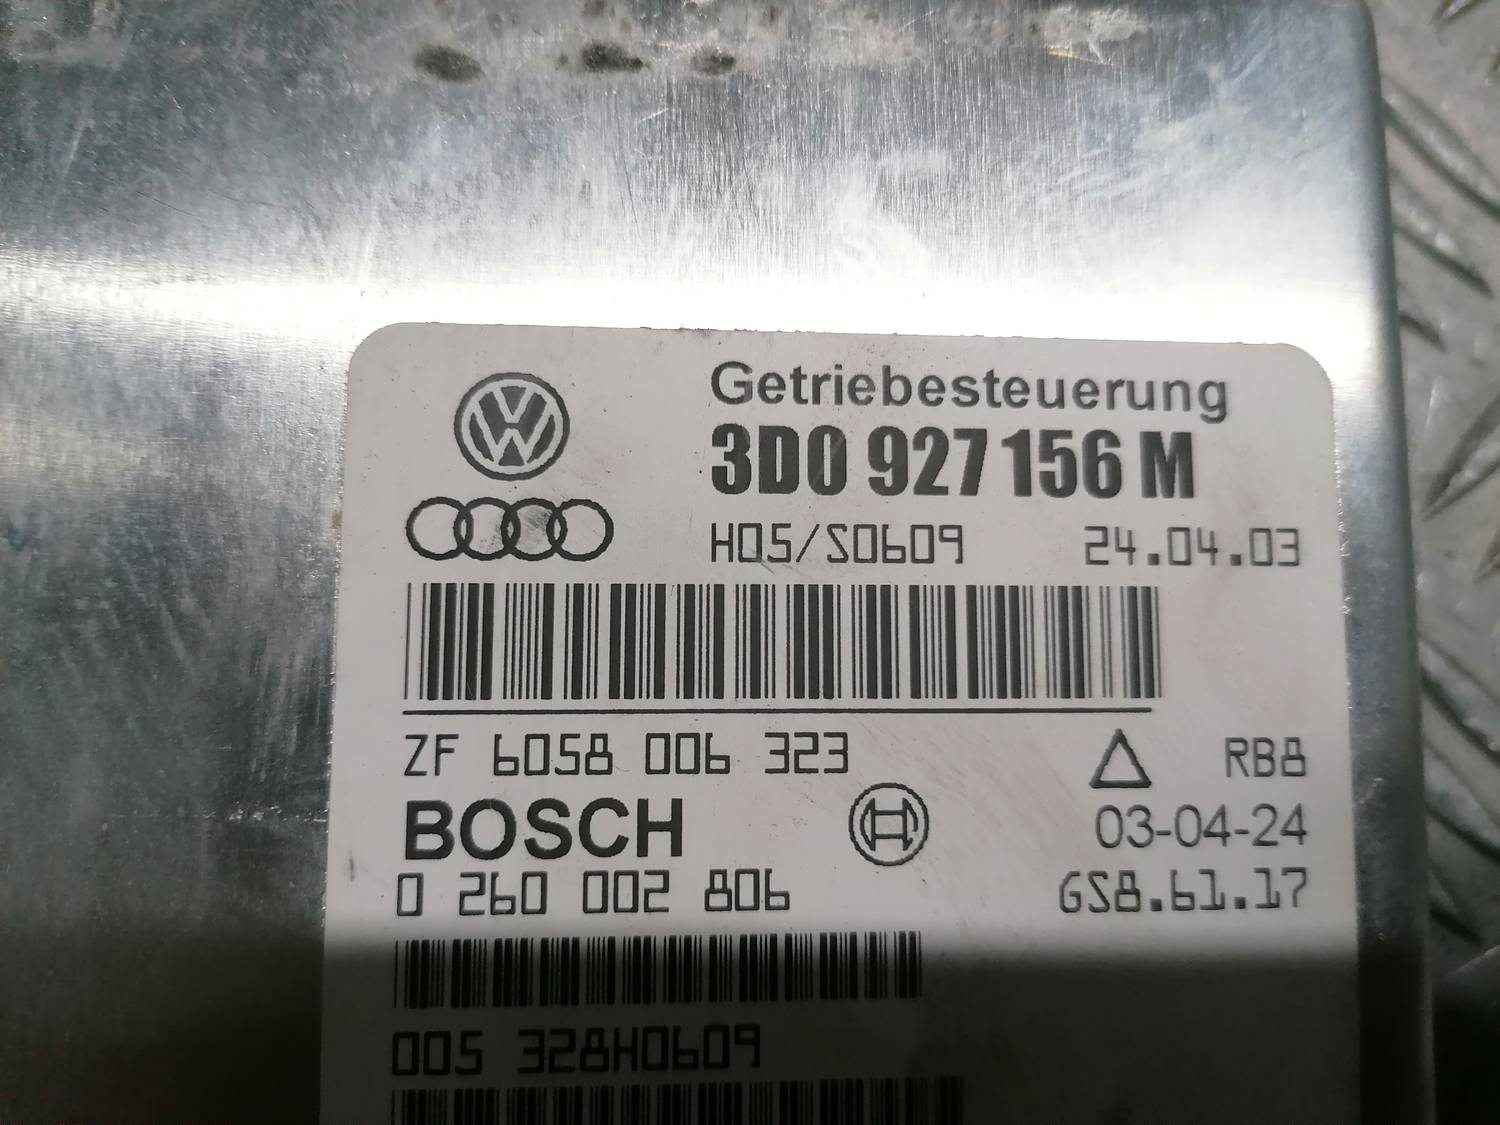 Getriebesteuerung
3D0 927 156 M
H05/S0609 24.04.03
ZF 6058 006 323 RB8
BOSCH 03-04-24
0 260 002 806 GS8.61.17
005 328H0609